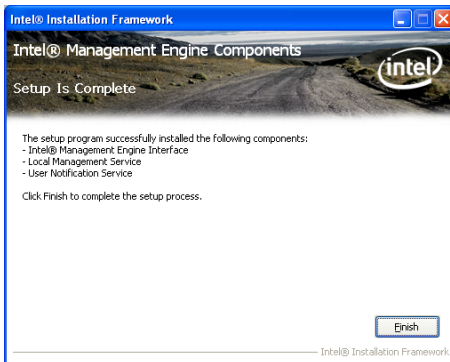 Intel® Installation Framework
Intel® Management Engine Components
intel
Setup Is Complete
The setup program successfully installed the following components:
- Intel® Management Engine Interface
- Local Management Service
- User Notification Service
Click Finish to complete the setup process.
Finish
Intel® Installation Framework